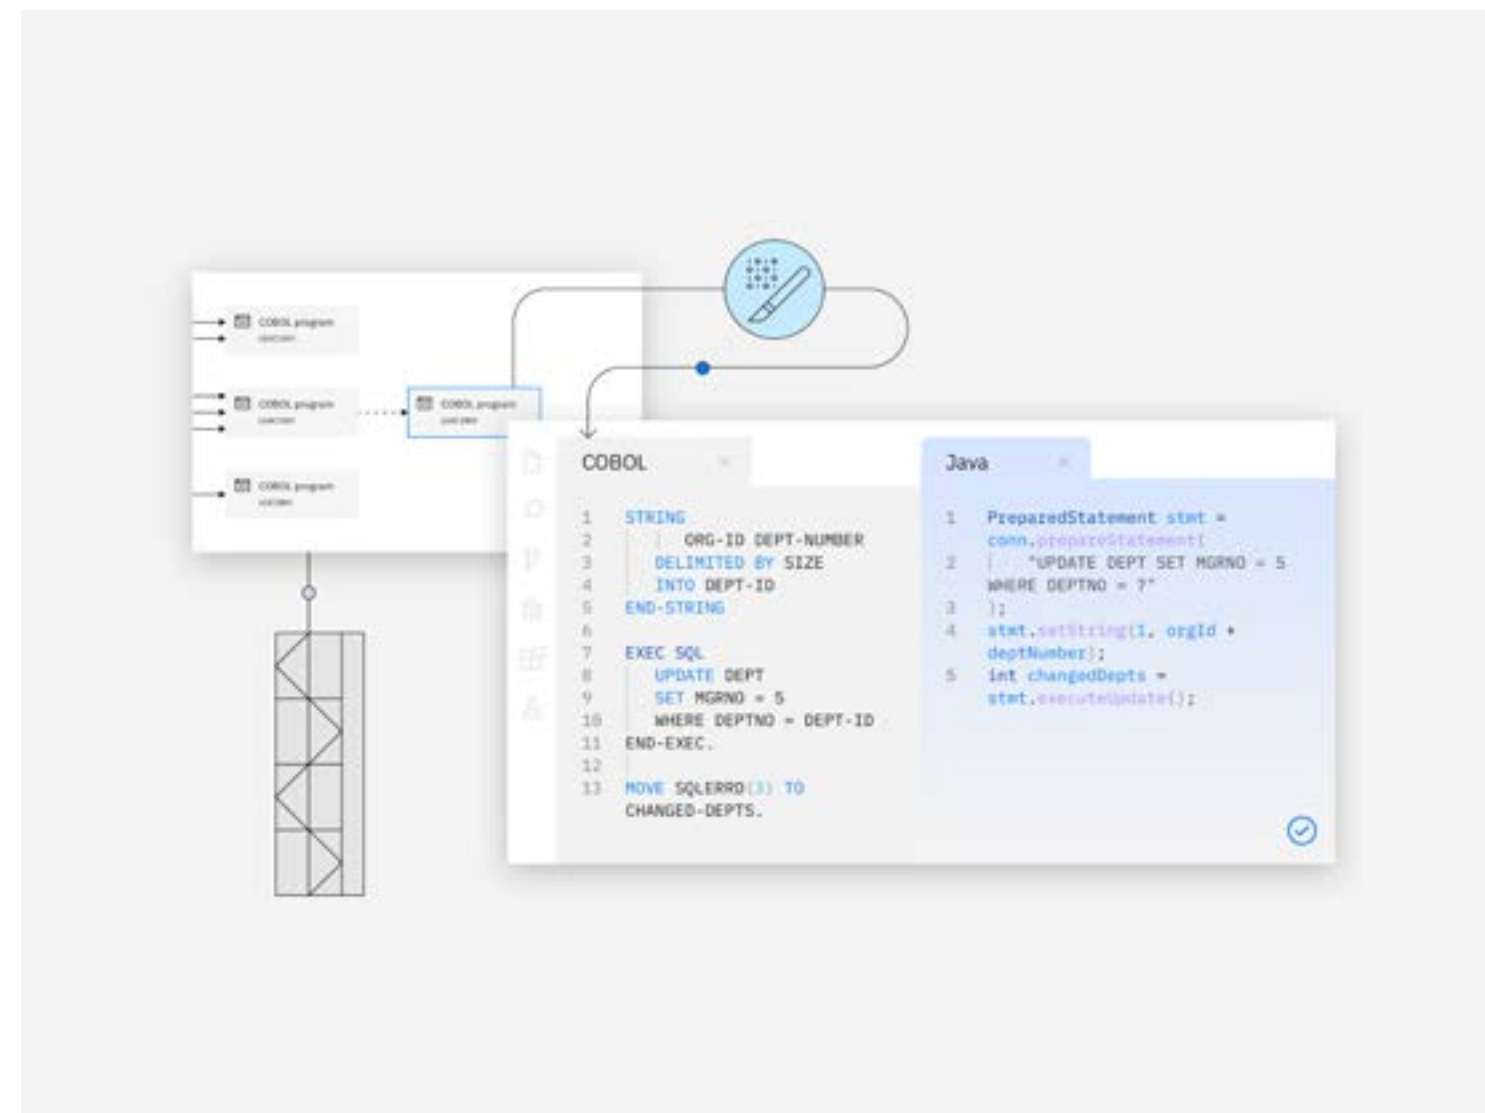 COBOL program
COBOL program
COBOL program
COBOL program
COBOL
1 STRING
2 ORG-ID DEPT-NUMBER
3 DELIMITED BY SIZE
4 INTO DEPT-ID
5 END-STRING
6
7 EXEC SQL
8 UPDATE DEPT
9 SET MGRNO = 5
10 WHERE DEPTNO = DEPT-ID
11 END-EXEC.
12
13 MOVE SQLERRD(3) TO
CHANGED-DEPTS.
Java
1 PreparedStatement stmt =
conn.prepareStatement(
2 "UPDATE DEPT SET MGRNO = 5
WHERE DEPTNO = ?"
3 );
4 stmt.setString(1, orgId +
deptNumber);
5 int changedDepts =
stmt.executeUpdate();